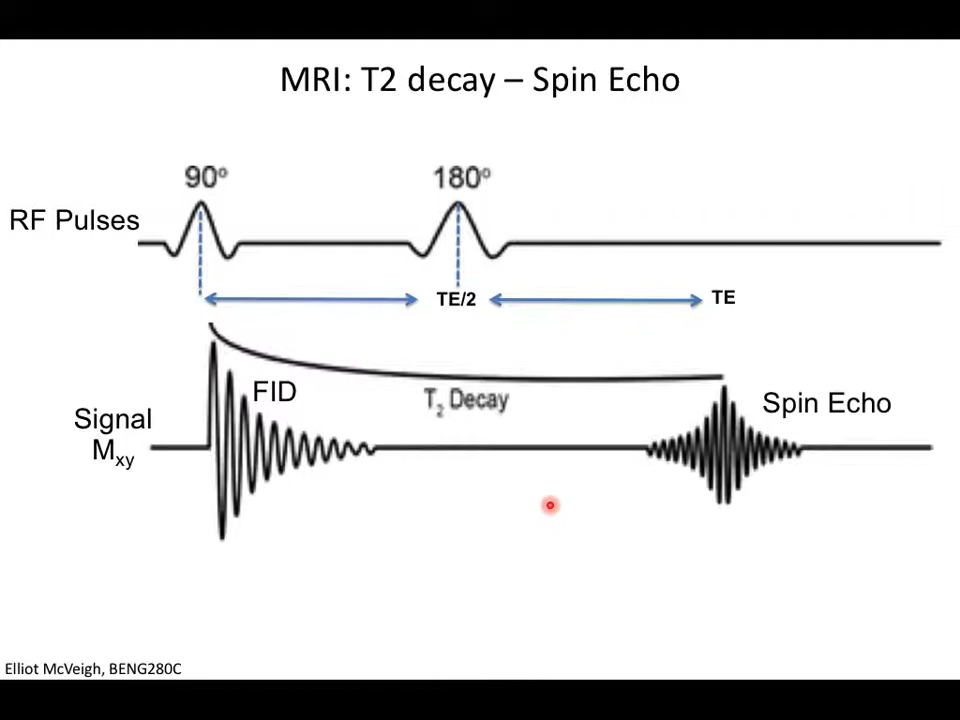 MRI: T2 decay – Spin Echo
90°
180°
RF Pulses
TE/2
TE
FID
T₂ Decay
Spin Echo
Signal
Mxy
Elliot McVeigh, BENG280C